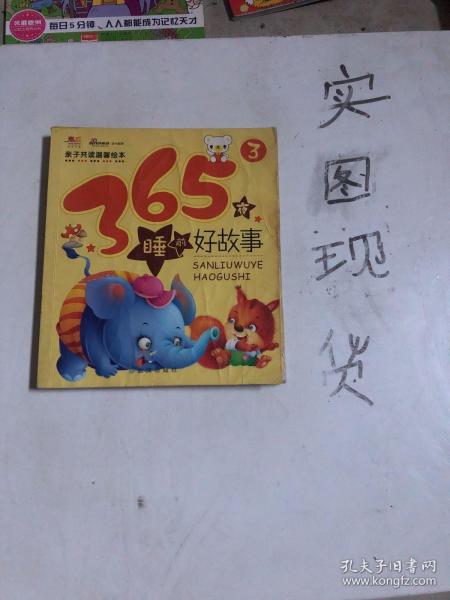 每日5分钟、人人都能成为记忆天才
亲子共读温馨绘本
3
365夜
睡前好故事
SANLIUWUYE
HAOGUSHI
实
图
现
货
孔夫子旧书网
www.kongfz.com